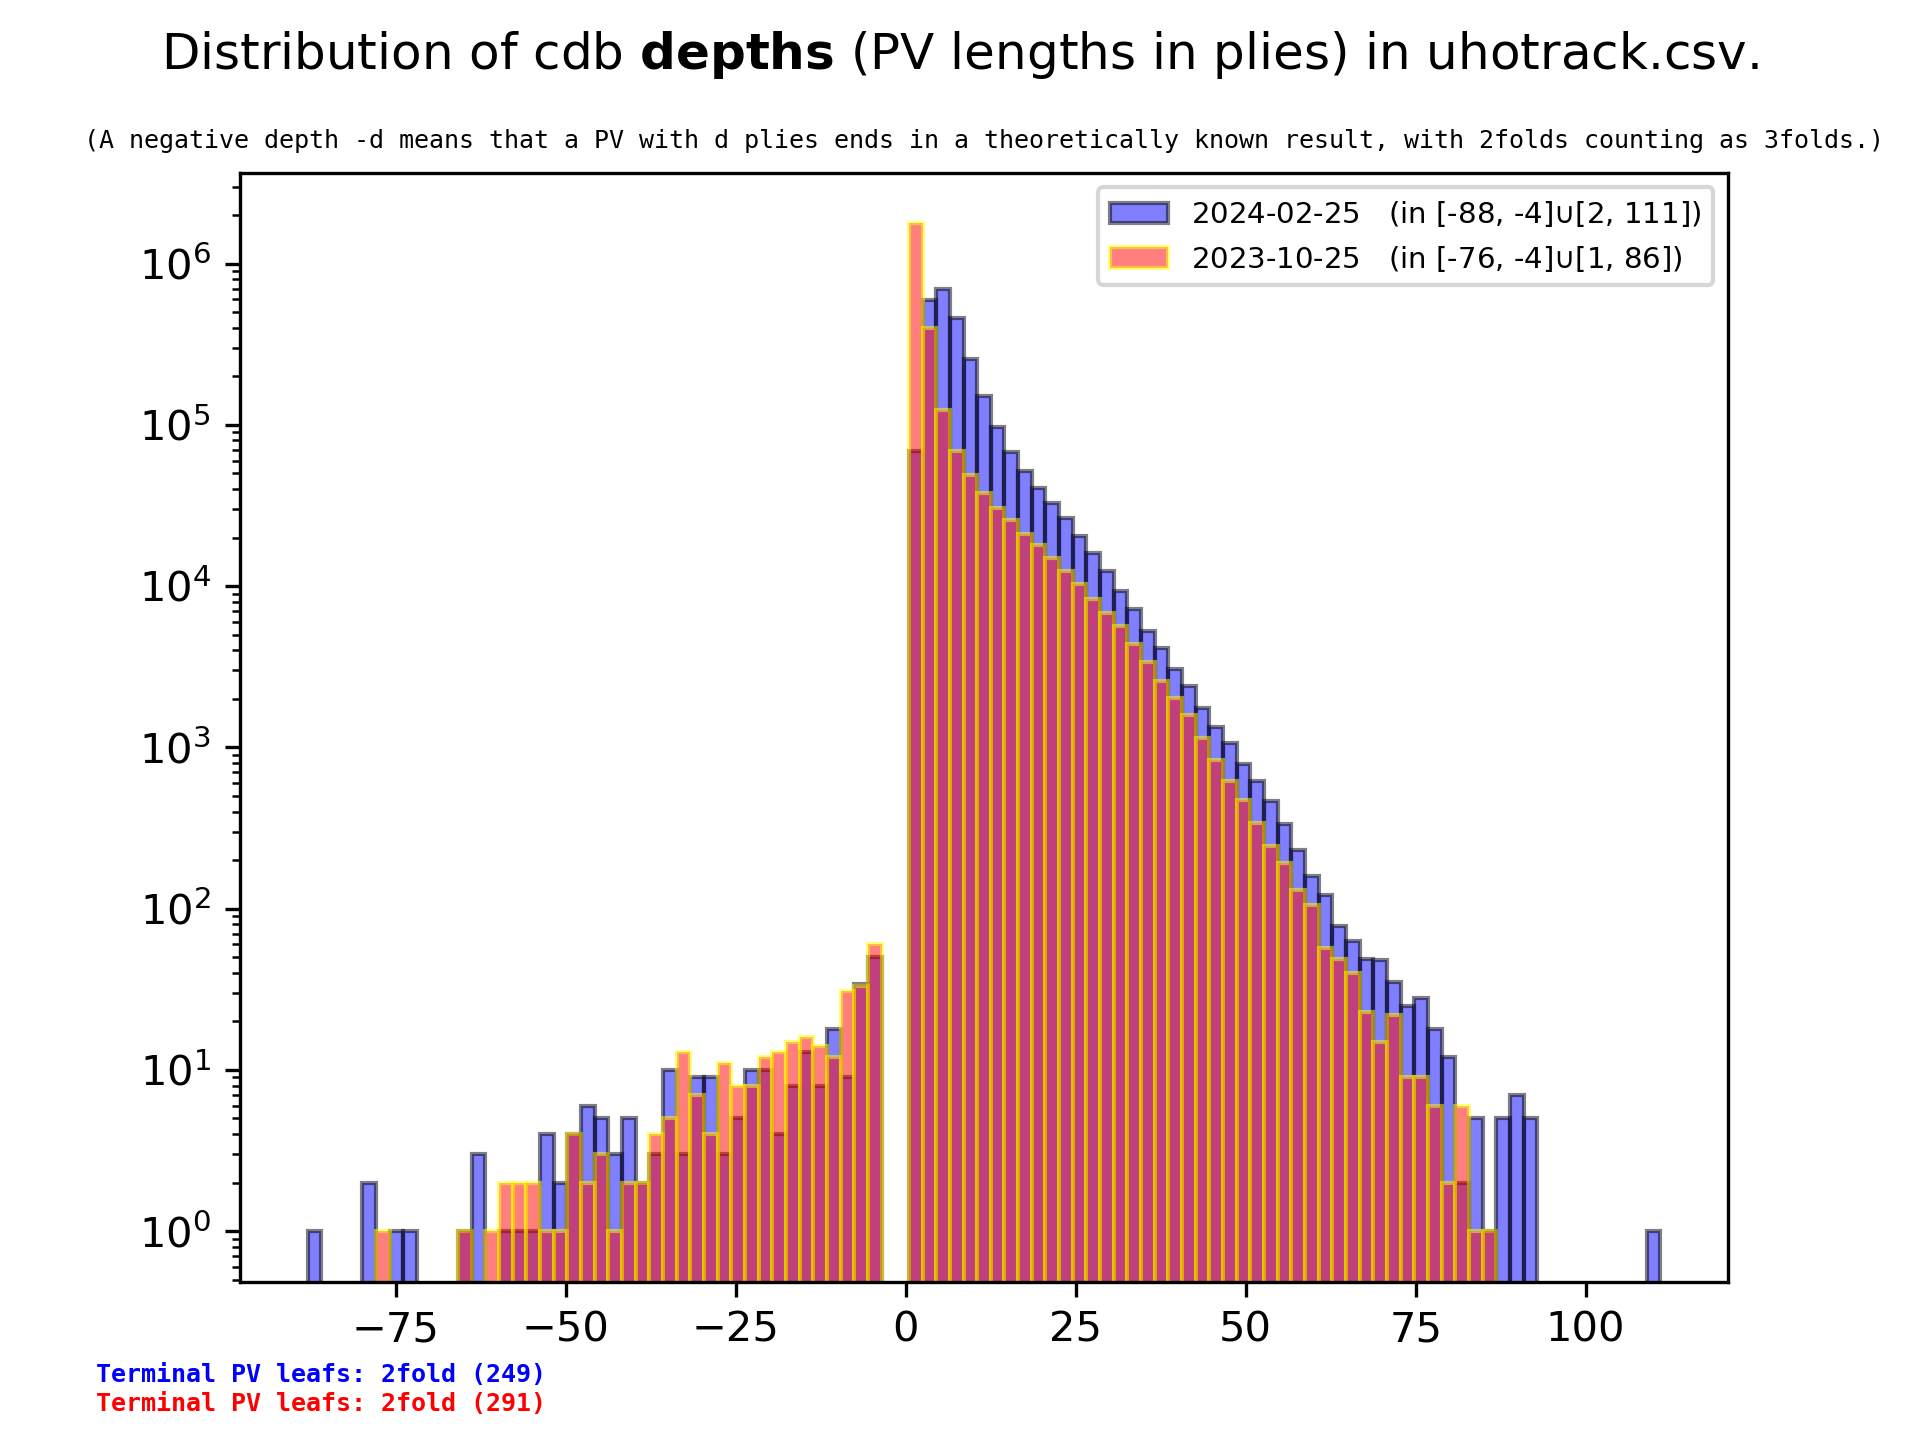 Distribution of cdb depths (PV lengths in plies) in uhotrack.csv.
(A negative depth -d means that a PV with d plies ends in a theoretically known result, with 2folds counting as 3folds.)
2024-02-25 (in [-88, -4]∪[2, 111])
2023-10-25 (in [-76, -4]∪[1, 86])
10⁶
10⁵
10⁴
10³
10²
10¹
10⁰
−75 −50 −25 0 25 50 75 100
Terminal PV leafs: 2fold (249)
Terminal PV leafs: 2fold (291)